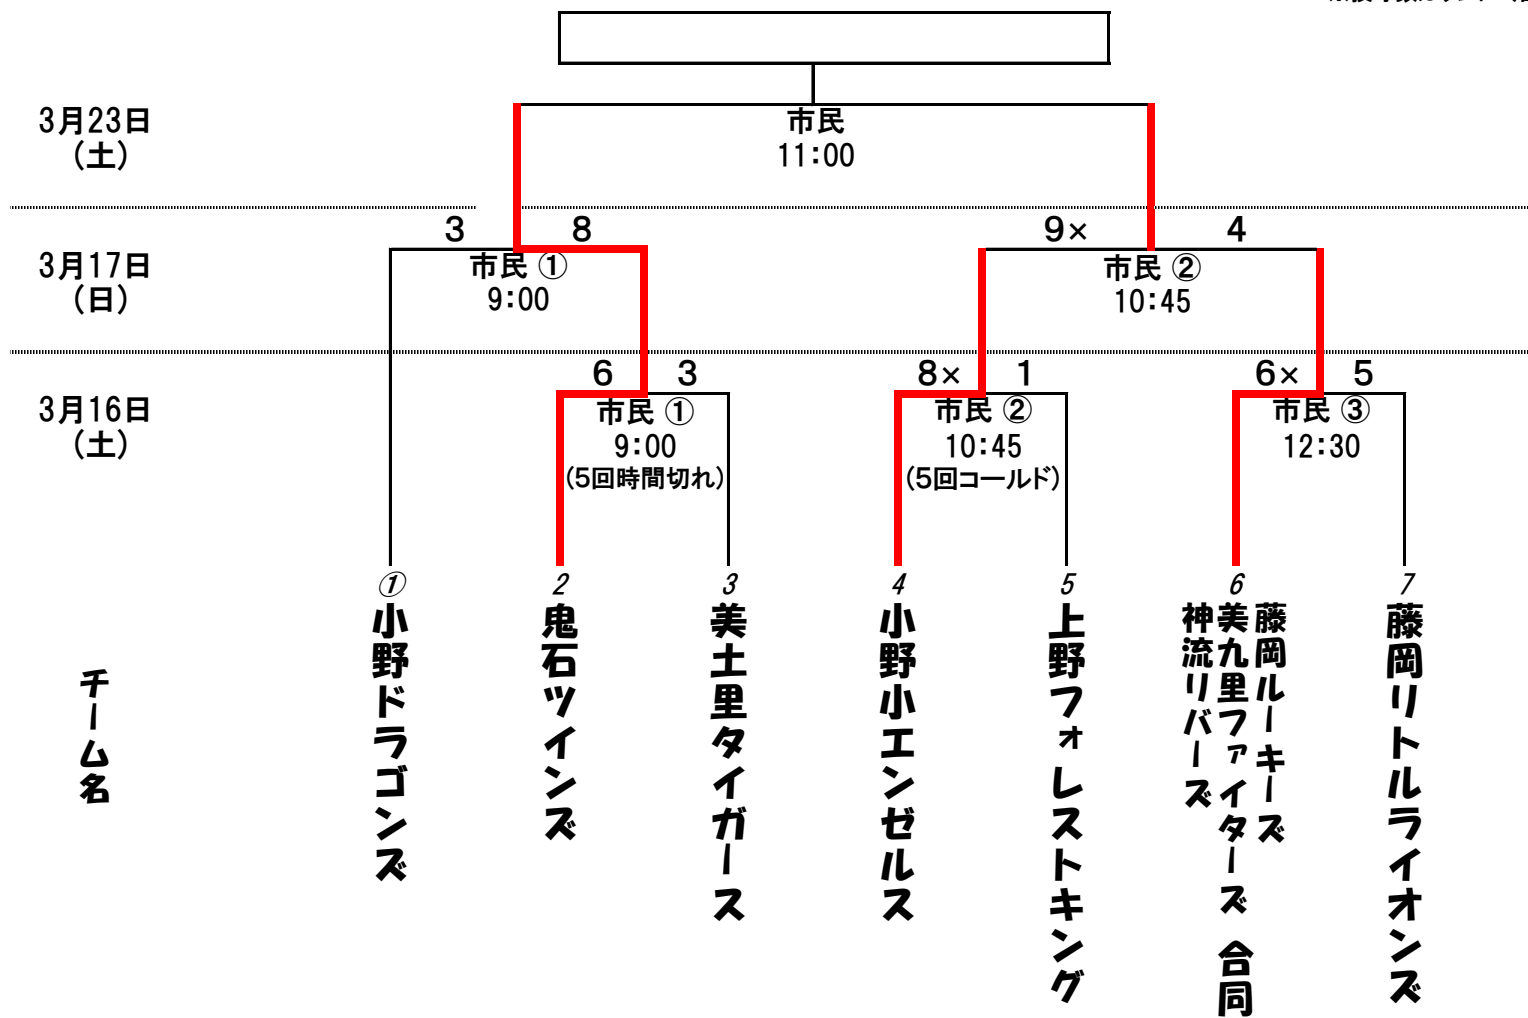 3月23日
(土)
市民
11:00
3 8
9× 4
3月17日
(日)
市民 ①
9:00
市民 ②
10:45
6 3
8× 1
6× 5
3月16日
(土)
市民 ①
9:00
(5回時間切れ)
市民 ②
10:45
(5回コールド)
市民 ③
12:30
チーム名
①
小野ドラゴンズ
2
鬼石ツインズ
3
美土里タイガース
4
小野小エンゼルス
5
上野フォレストキング
6
藤岡ルーキーズ
美九里ファイターズ 合同
神流リバーズ
7
藤岡リトルライオンズ